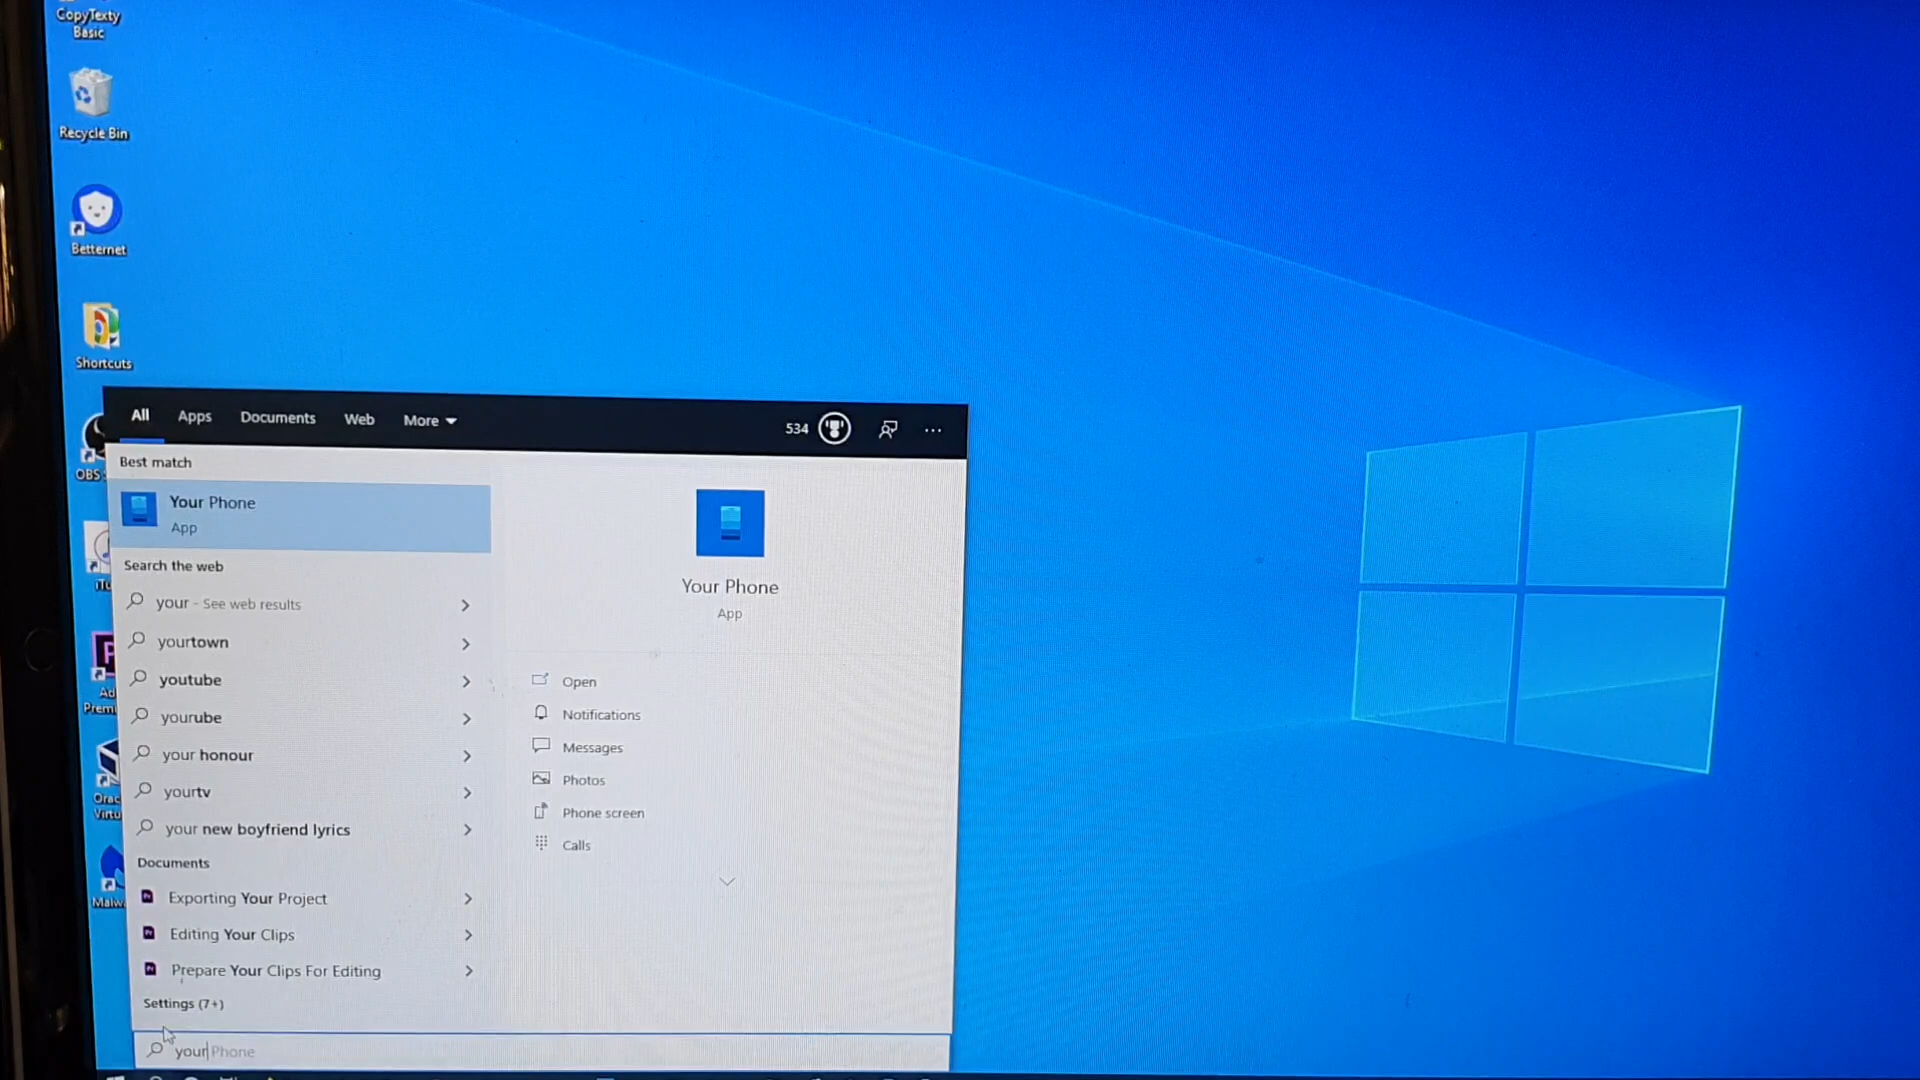 CopyTexty
Basic
Recycle Bin
Betternet
Shortcuts
OBS
All Apps Documents Web More 534 ...
Best match
Your Phone
App
Search the web
your - See web results
yourtown
youtube
yourube
your honour
yourtv
your new boyfriend lyrics
Documents
Exporting Your Project
Editing Your Clips
Prepare Your Clips For Editing
Settings (7+)
your Phone
Your Phone
App
Open
Notifications
Messages
Photos
Phone screen
Calls